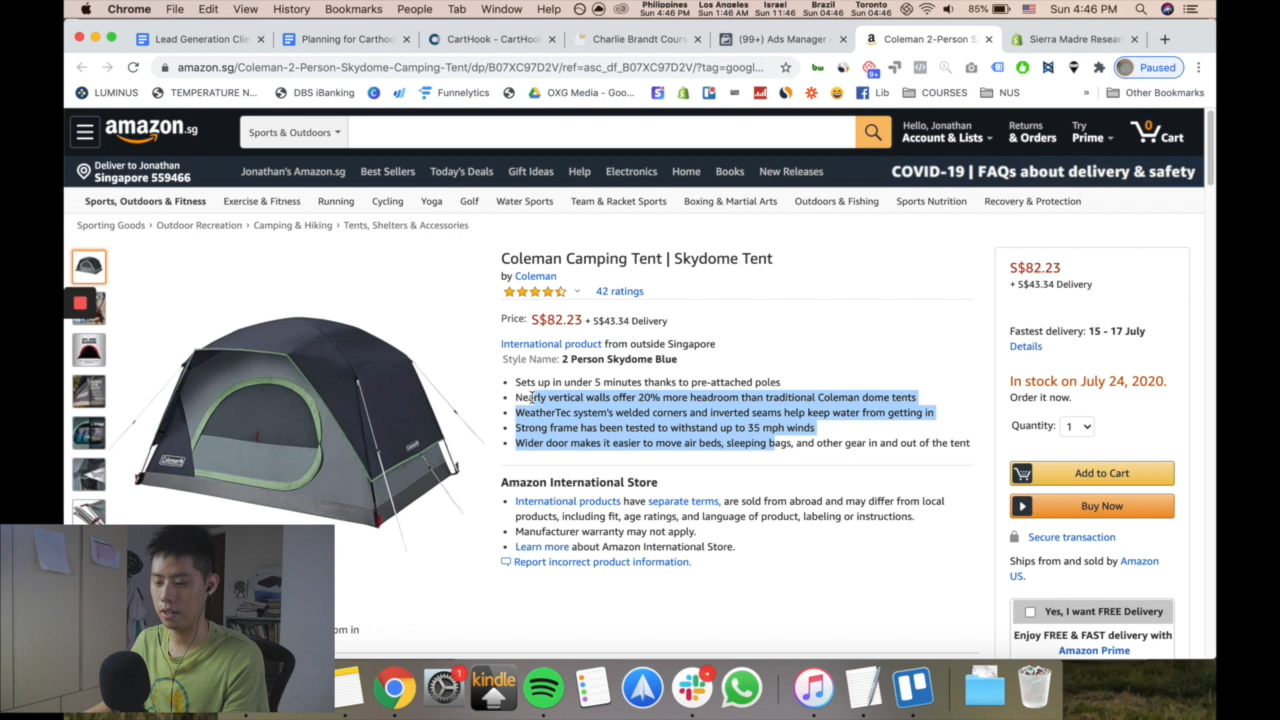 Chrome File Edit View History Bookmarks People Tab Window Help
Philippines Sun 4:46 PM Los Angeles Sun 1:46 AM Israel Sun 11:46 Brazil Sun 04:46 Toronto Sun 04:46
85% Sun 4:46 PM
Lead Generation Clie
Planning for Cartho
CartHook - CartHook
Charlie Brandt Cours
(99+) Ads Manager
Coleman 2-Person S
Sierra Madre Resear
amazon.sg/Coleman-2-Person-Skydome-Camping-Tent/dp/B07XC97D2V/ref=asc_df_B07XC97D2V/?tag=googl...
Paused
LUMINUS
TEMPERATURE N...
DBS iBanking
Funnelytics
OXG Media - Goo...
Lib
COURSES
NUS
»
Other Bookmarks
amazon.sg
Sports & Outdoors
Hello, Jonathan
Account & Lists
Returns
& Orders
Try
Prime
0
Cart
Deliver to Jonathan
Singapore 559466
Jonathan's Amazon.sg Best Sellers Today's Deals Gift Ideas Help Electronics Home Books New Releases
COVID-19 | FAQs about delivery & safety
Sports, Outdoors & Fitness Exercise & Fitness Running Cycling Yoga Golf Water Sports Team & Racket Sports Boxing & Martial Arts Outdoors & Fishing Sports Nutrition Recovery & Protection
Sporting Goods › Outdoor Recreation › Camping & Hiking › Tents, Shelters & Accessories
Coleman Camping Tent | Skydome Tent
by Coleman
42 ratings
Price: S$82.23 + S$43.34 Delivery
International product from outside Singapore
Style Name: 2 Person Skydome Blue
• Sets up in under 5 minutes thanks to pre-attached poles
• Nearly vertical walls offer 20% more headroom than traditional Coleman dome tents
• WeatherTec system's welded corners and inverted seams help keep water from getting in
• Strong frame has been tested to withstand up to 35 mph winds
• Wider door makes it easier to move air beds, sleeping bags, and other gear in and out of the tent
Amazon International Store
• International products have separate terms, are sold from abroad and may differ from local
products, including fit, age ratings, and language of product, labeling or instructions.
• Manufacturer warranty may not apply.
• Learn more about Amazon International Store.
Report incorrect product information.
S$82.23
+ S$43.34 Delivery
Fastest delivery: 15 - 17 July
Details
In stock on July 24, 2020.
Order it now.
Quantity: 1
Add to Cart
Buy Now
Secure transaction
Ships from and sold by Amazon
US.
Yes, I want FREE Delivery
Enjoy FREE & FAST delivery with
Amazon Prime
Coleman
om in
1
kindle